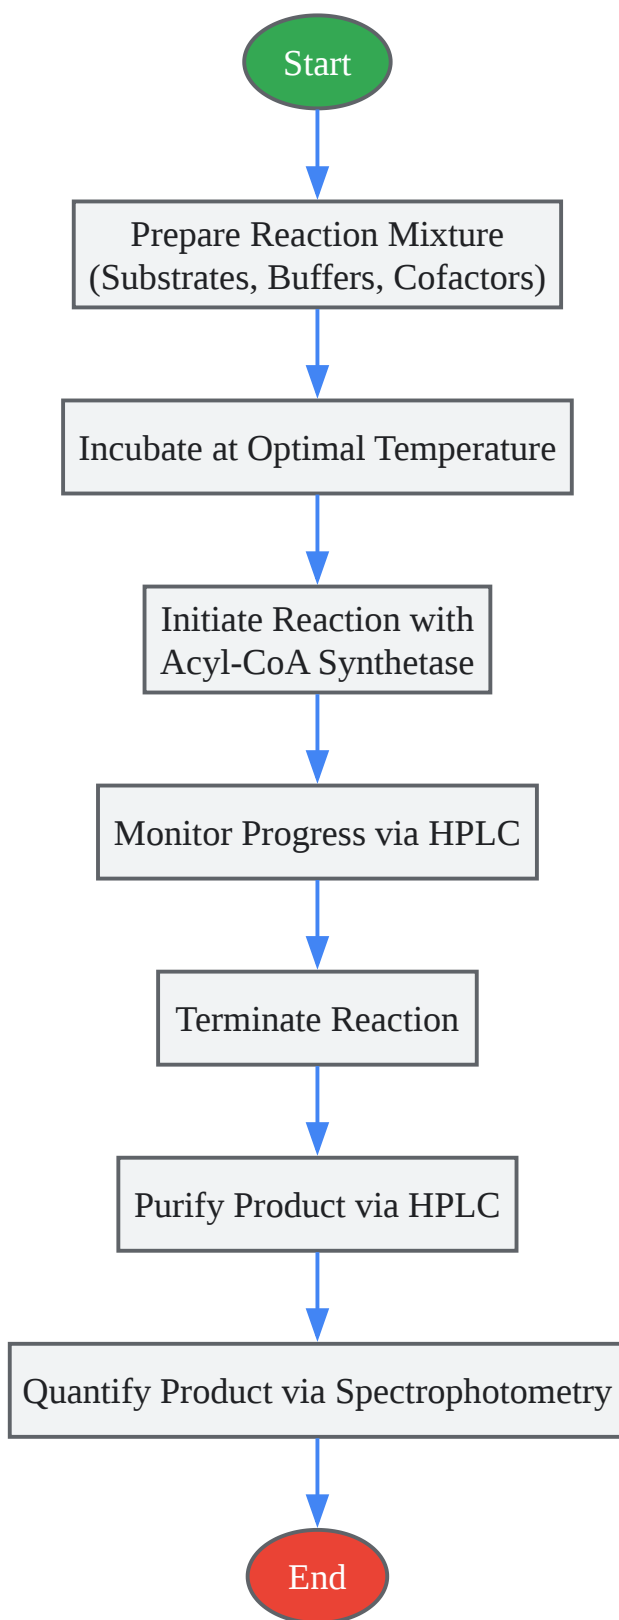 Start
Prepare Reaction Mixture
(Substrates, Buffers, Cofactors)
Incubate at Optimal Temperature
Initiate Reaction with
Acyl-CoA Synthetase
Monitor Progress via HPLC
Terminate Reaction
Purify Product via HPLC
Quantify Product via Spectrophotometry
End